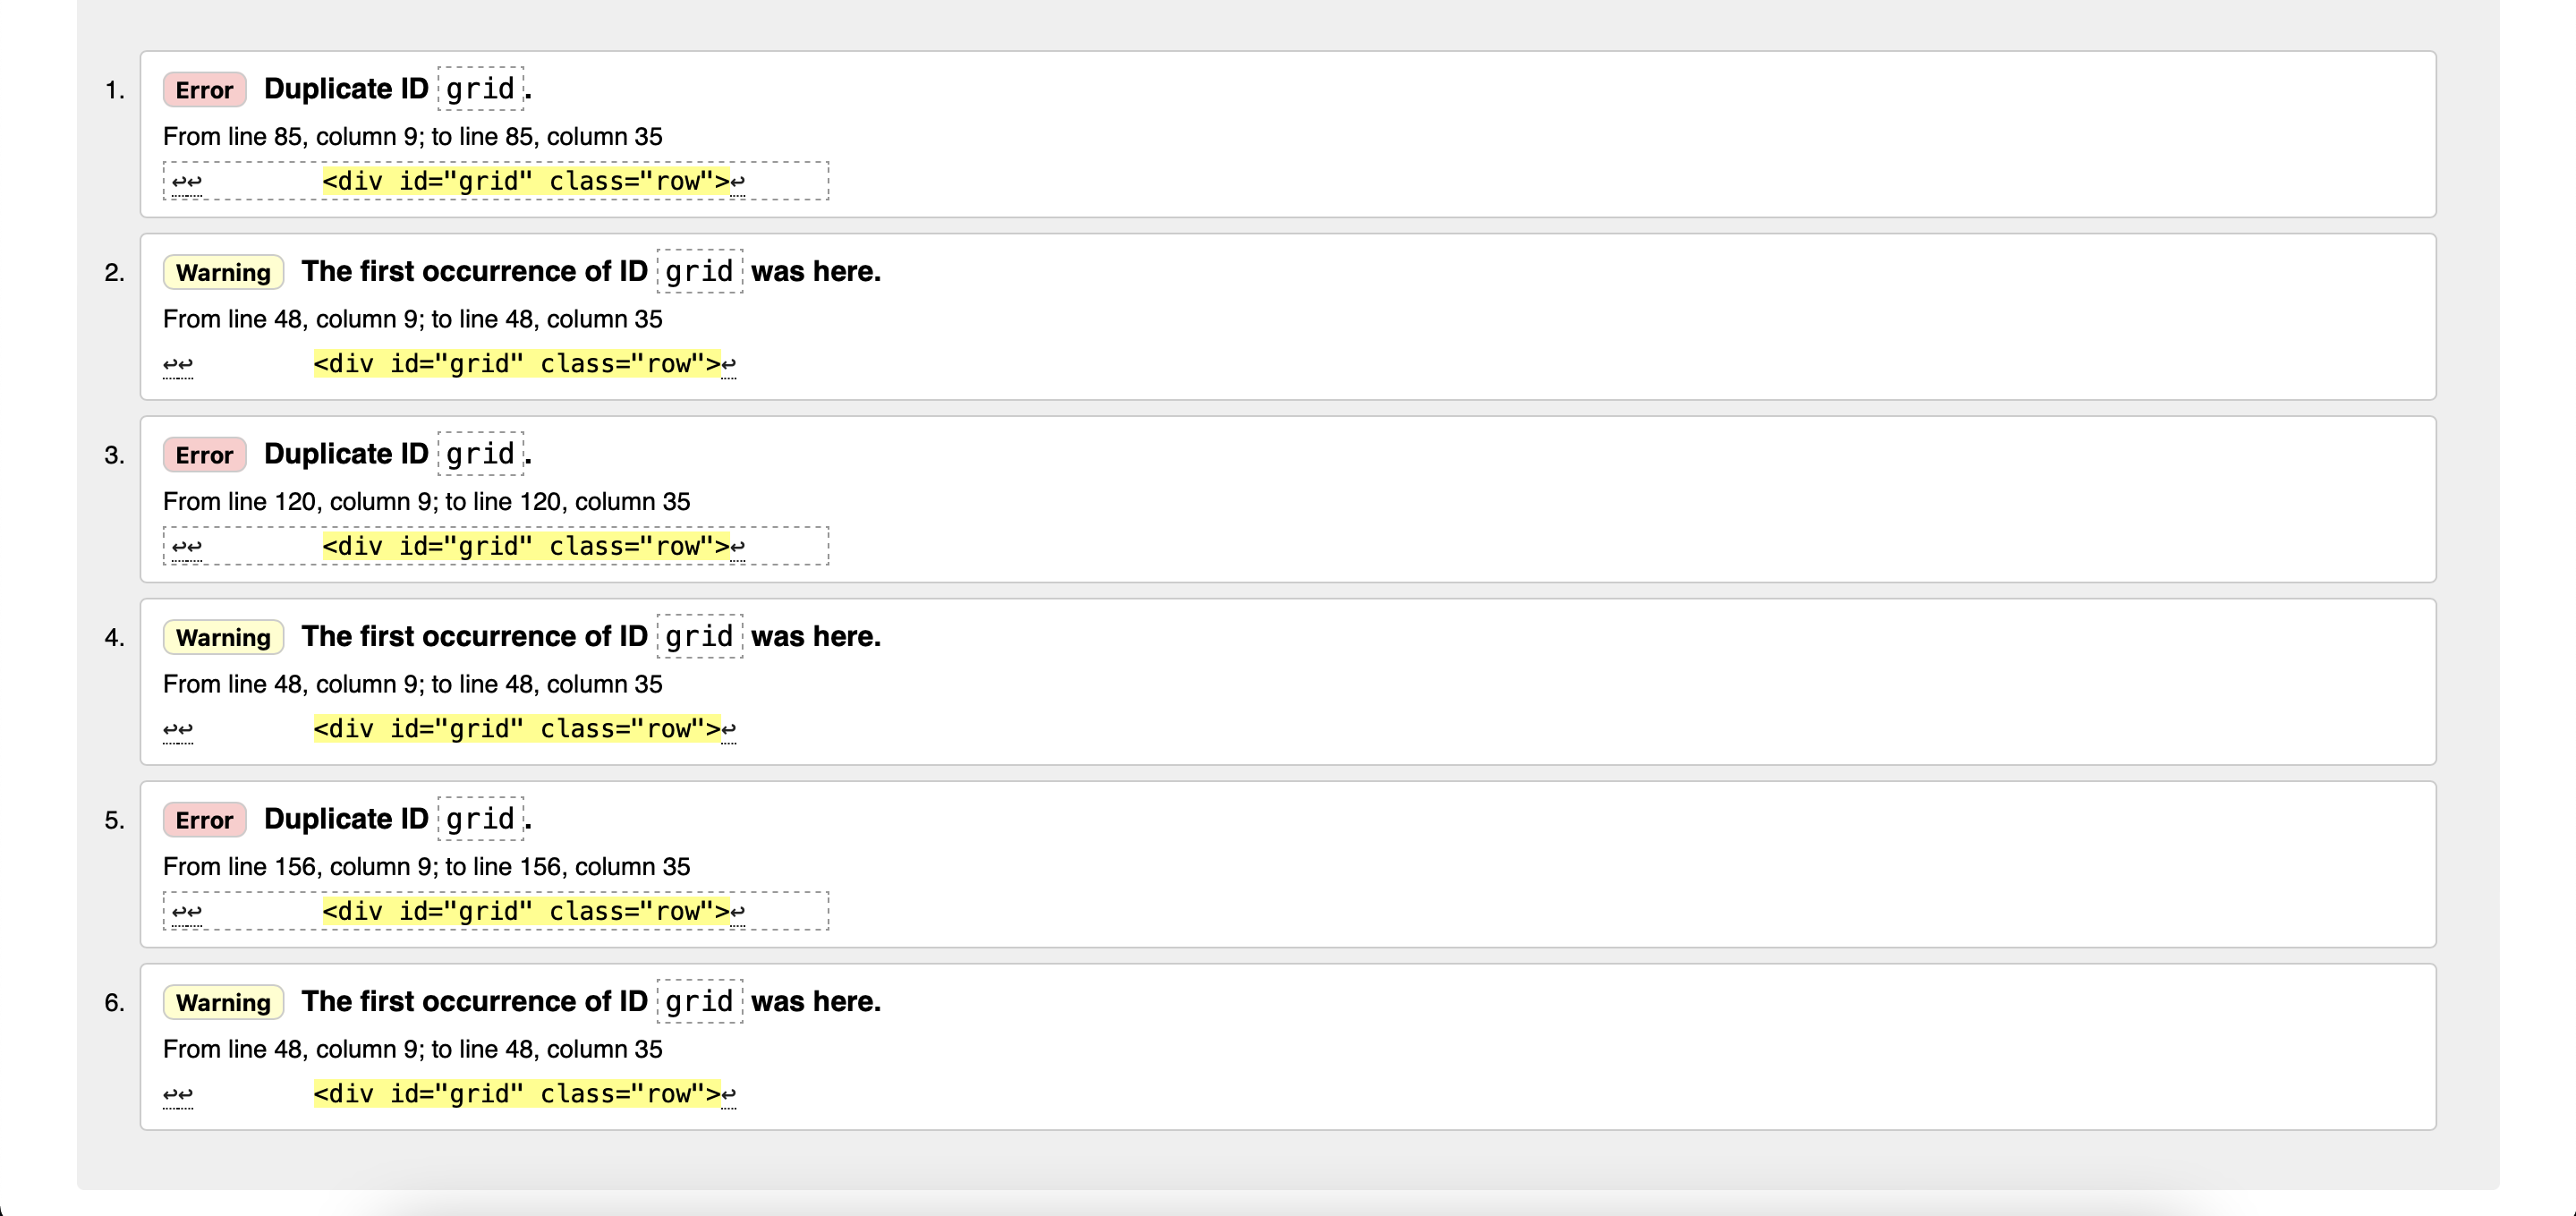 1. Error Duplicate ID grid.
From line 85, column 9; to line 85, column 35
↩↩ <div id="grid" class="row">↩
2. Warning The first occurrence of ID grid was here.
From line 48, column 9; to line 48, column 35
↩↩ <div id="grid" class="row">↩
3. Error Duplicate ID grid.
From line 120, column 9; to line 120, column 35
↩↩ <div id="grid" class="row">↩
4. Warning The first occurrence of ID grid was here.
From line 48, column 9; to line 48, column 35
↩↩ <div id="grid" class="row">↩
5. Error Duplicate ID grid.
From line 156, column 9; to line 156, column 35
↩↩ <div id="grid" class="row">↩
6. Warning The first occurrence of ID grid was here.
From line 48, column 9; to line 48, column 35
↩↩ <div id="grid" class="row">↩